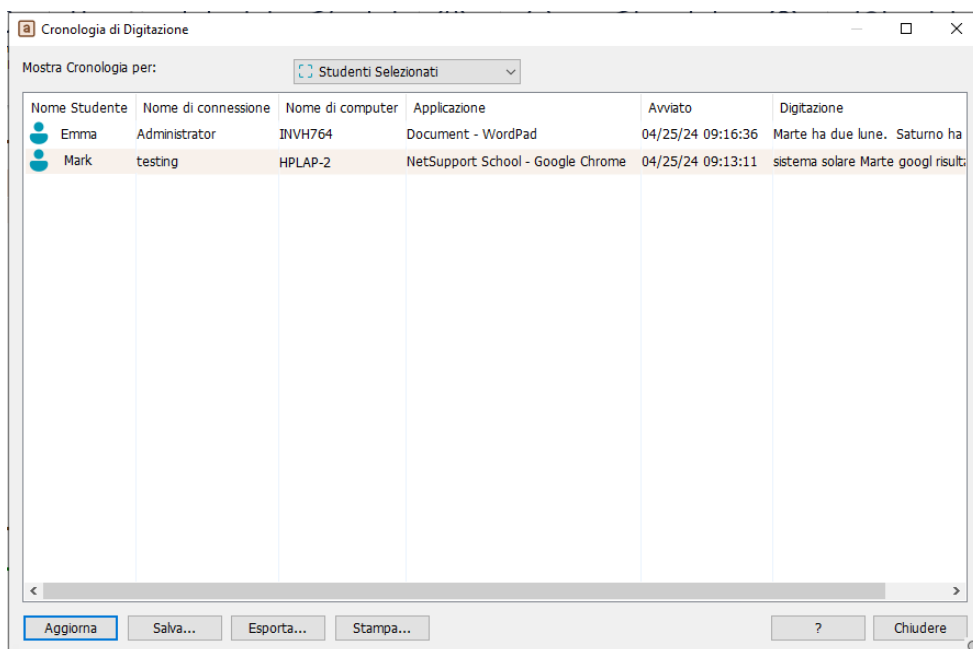 Cronologia di Digitazione
Mostra Cronologia per: Studenti Selezionati
Nome Studente Nome di connessione Nome di computer Applicazione Avviato Digitazione
Emma Administrator INVH764 Document - WordPad 04/25/24 09:16:36 Marte ha due lune. Saturno ha
Mark testing HPLAP-2 NetSupport School - Google Chrome 04/25/24 09:13:11 sistema solare Marte googl
Aggiorna Salva... Esporta... Stampa... ? Chiudere